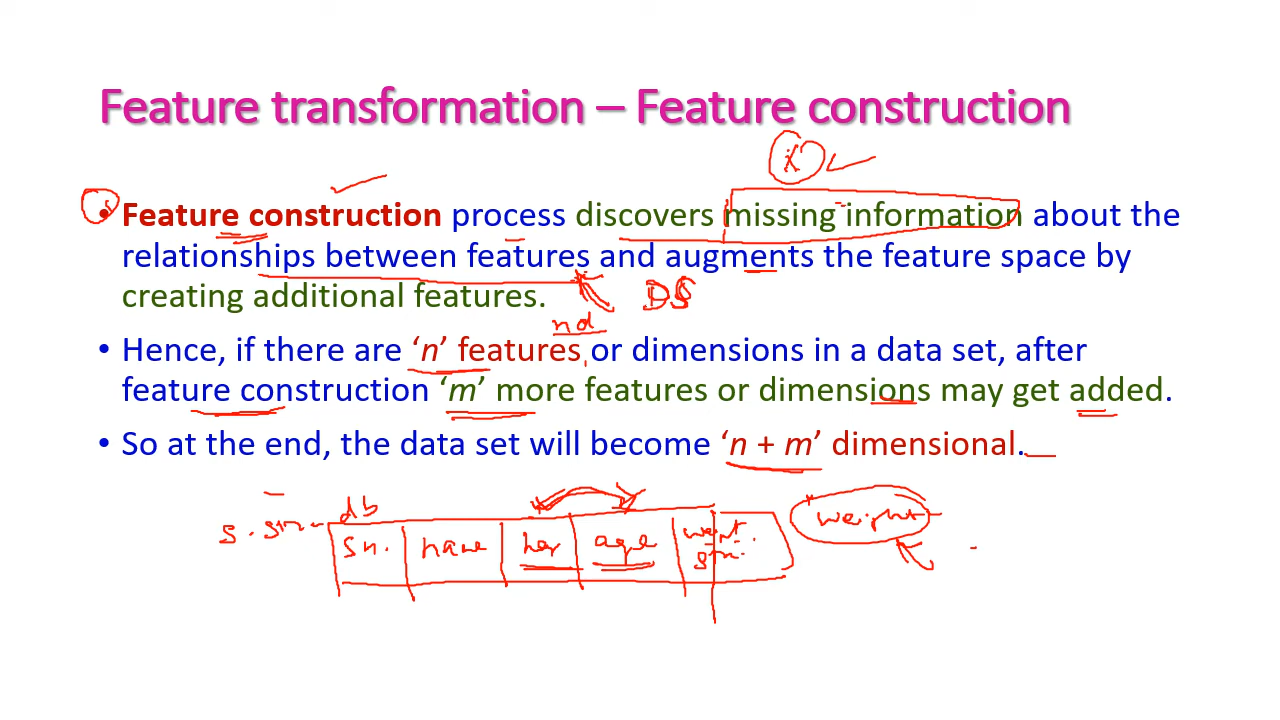 Feature transformation – Feature construction
• Feature construction process discovers missing information about the
relationships between features and augments the feature space by
creating additional features.
DS
nd
• Hence, if there are ‘n’ features or dimensions in a data set, after
feature construction ‘m’ more features or dimensions may get added.
• So at the end, the data set will become ‘n + m’ dimensional.
db
weight
sn. name age